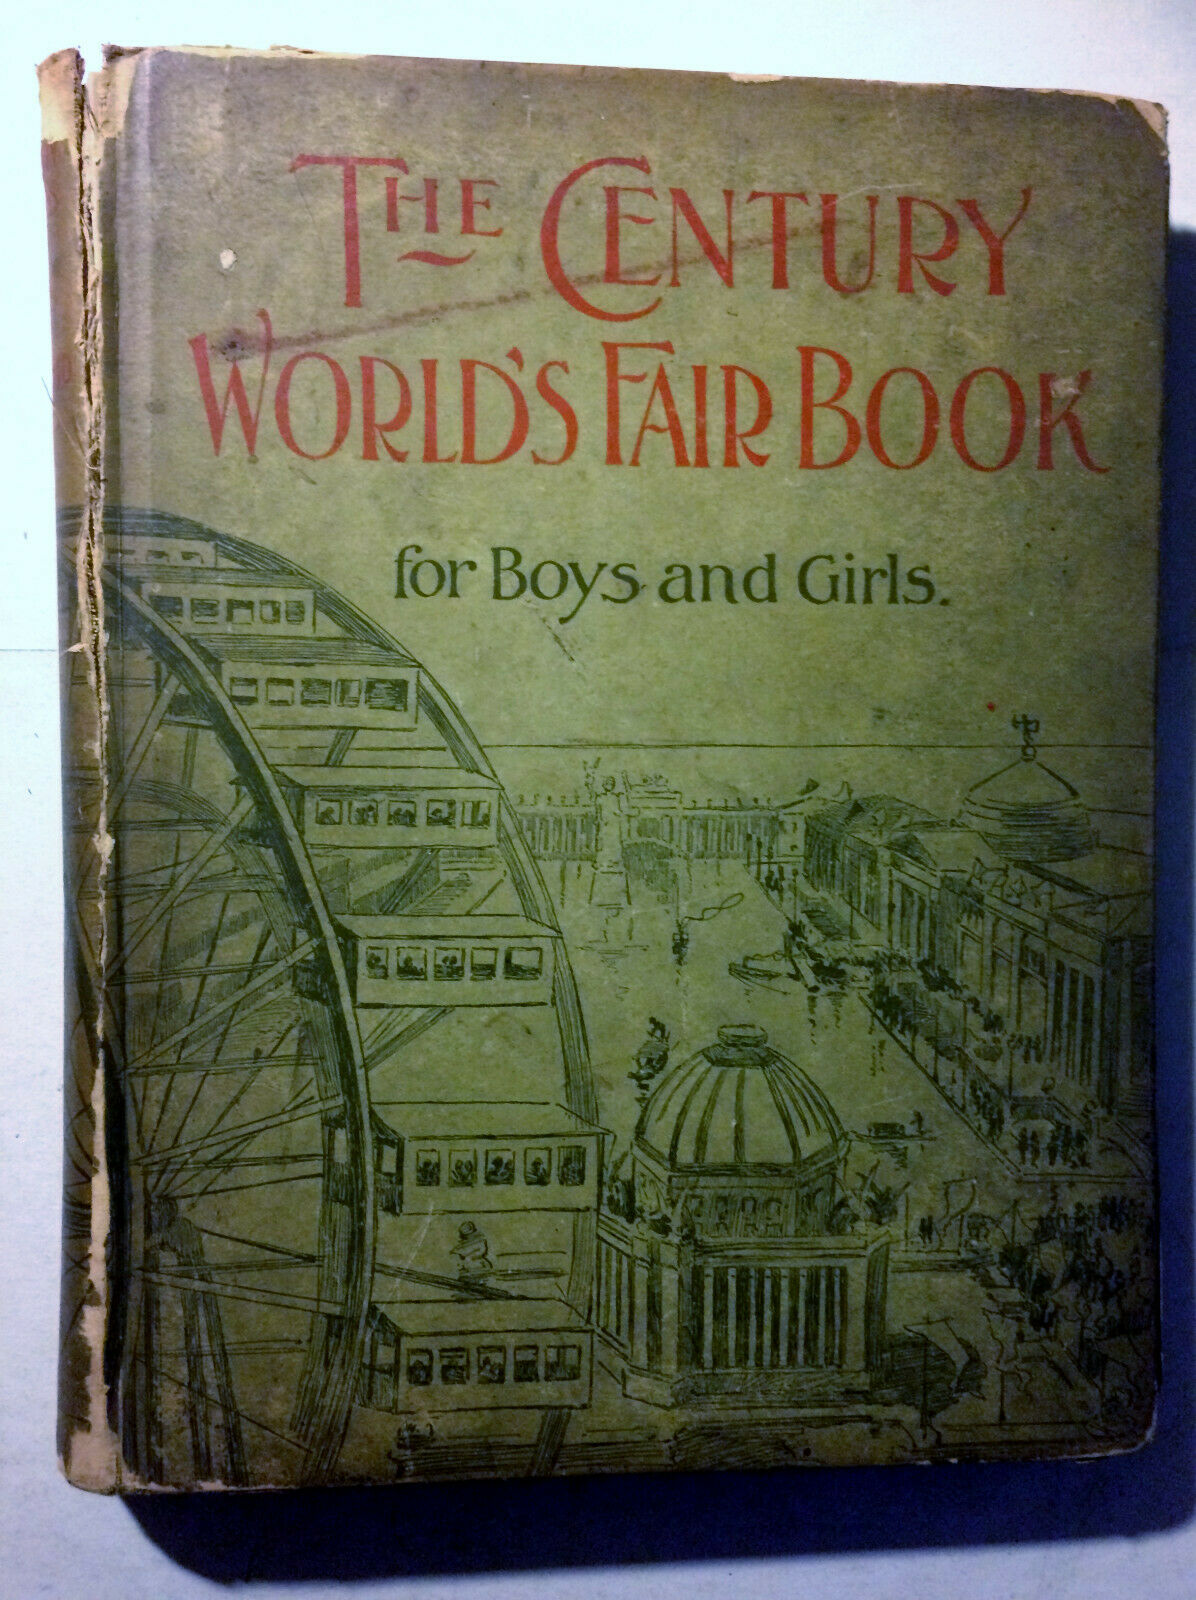 THE CENTURY
WORLD'S FAIR BOOK
for Boys and Girls.